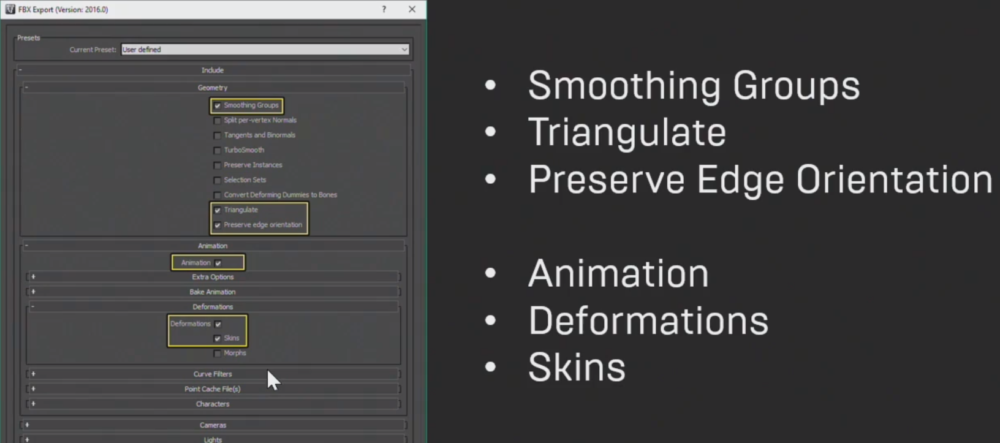 FBX Export (Version: 2016.0)
?
Presets
Current Preset: User defined
- Include
- Geometry
Smoothing Groups
Split per-vertex Normals
Tangents and Binormals
TurboSmooth
Preserve Instances
Selection Sets
Convert Deforming Dummies to Bones
Triangulate
Preserve edge orientation
- Animation
Animation
+ Extra Options
+ Bake Animation
- Deformations
Deformations
Skins
Morphs
+ Curve Filters
+ Point Cache File(s)
+ Characters
+ Cameras
+ Lights
• Smoothing Groups
• Triangulate
• Preserve Edge Orientation
• Animation
• Deformations
• Skins